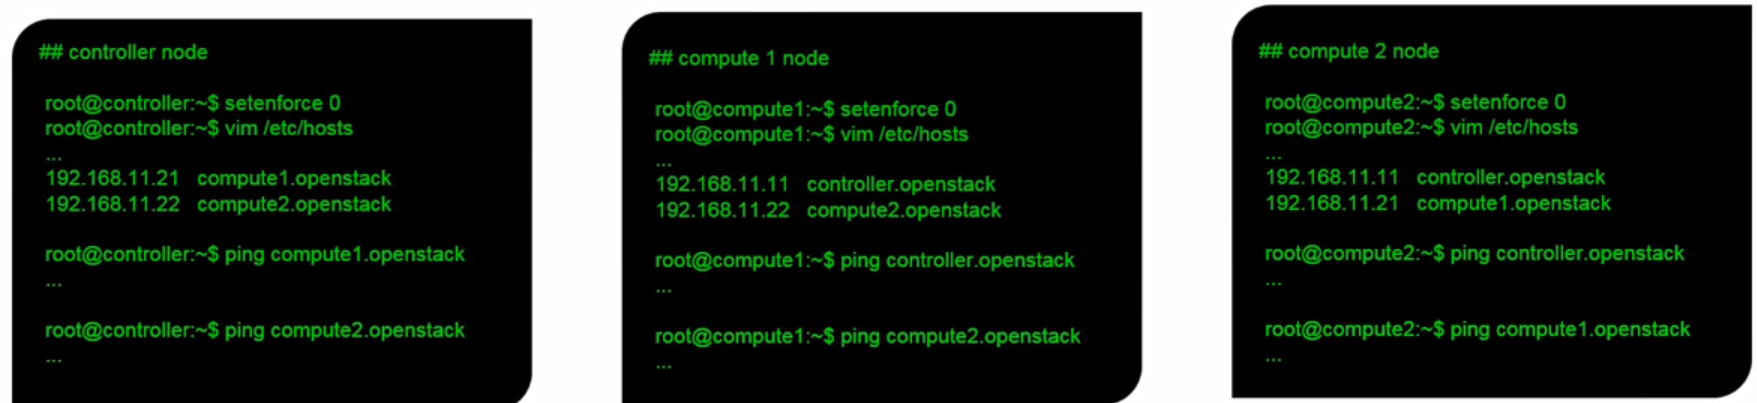 ## controller node
root@controller:~$ setenforce 0
root@controller:~$ vim /etc/hosts
...
192.168.11.21 compute1.openstack
192.168.11.22 compute2.openstack
root@controller:~$ ping compute1.openstack
...
root@controller:~$ ping compute2.openstack
...
## compute 1 node
root@compute1:~$ setenforce 0
root@compute1:~$ vim /etc/hosts
...
192.168.11.11 controller.openstack
192.168.11.22 compute2.openstack
root@compute1:~$ ping controller.openstack
...
root@compute1:~$ ping compute2.openstack
...
## compute 2 node
root@compute2:~$ setenforce 0
root@compute2:~$ vim /etc/hosts
...
192.168.11.11 controller.openstack
192.168.11.21 compute1.openstack
root@compute2:~$ ping controller.openstack
...
root@compute2:~$ ping compute1.openstack
...